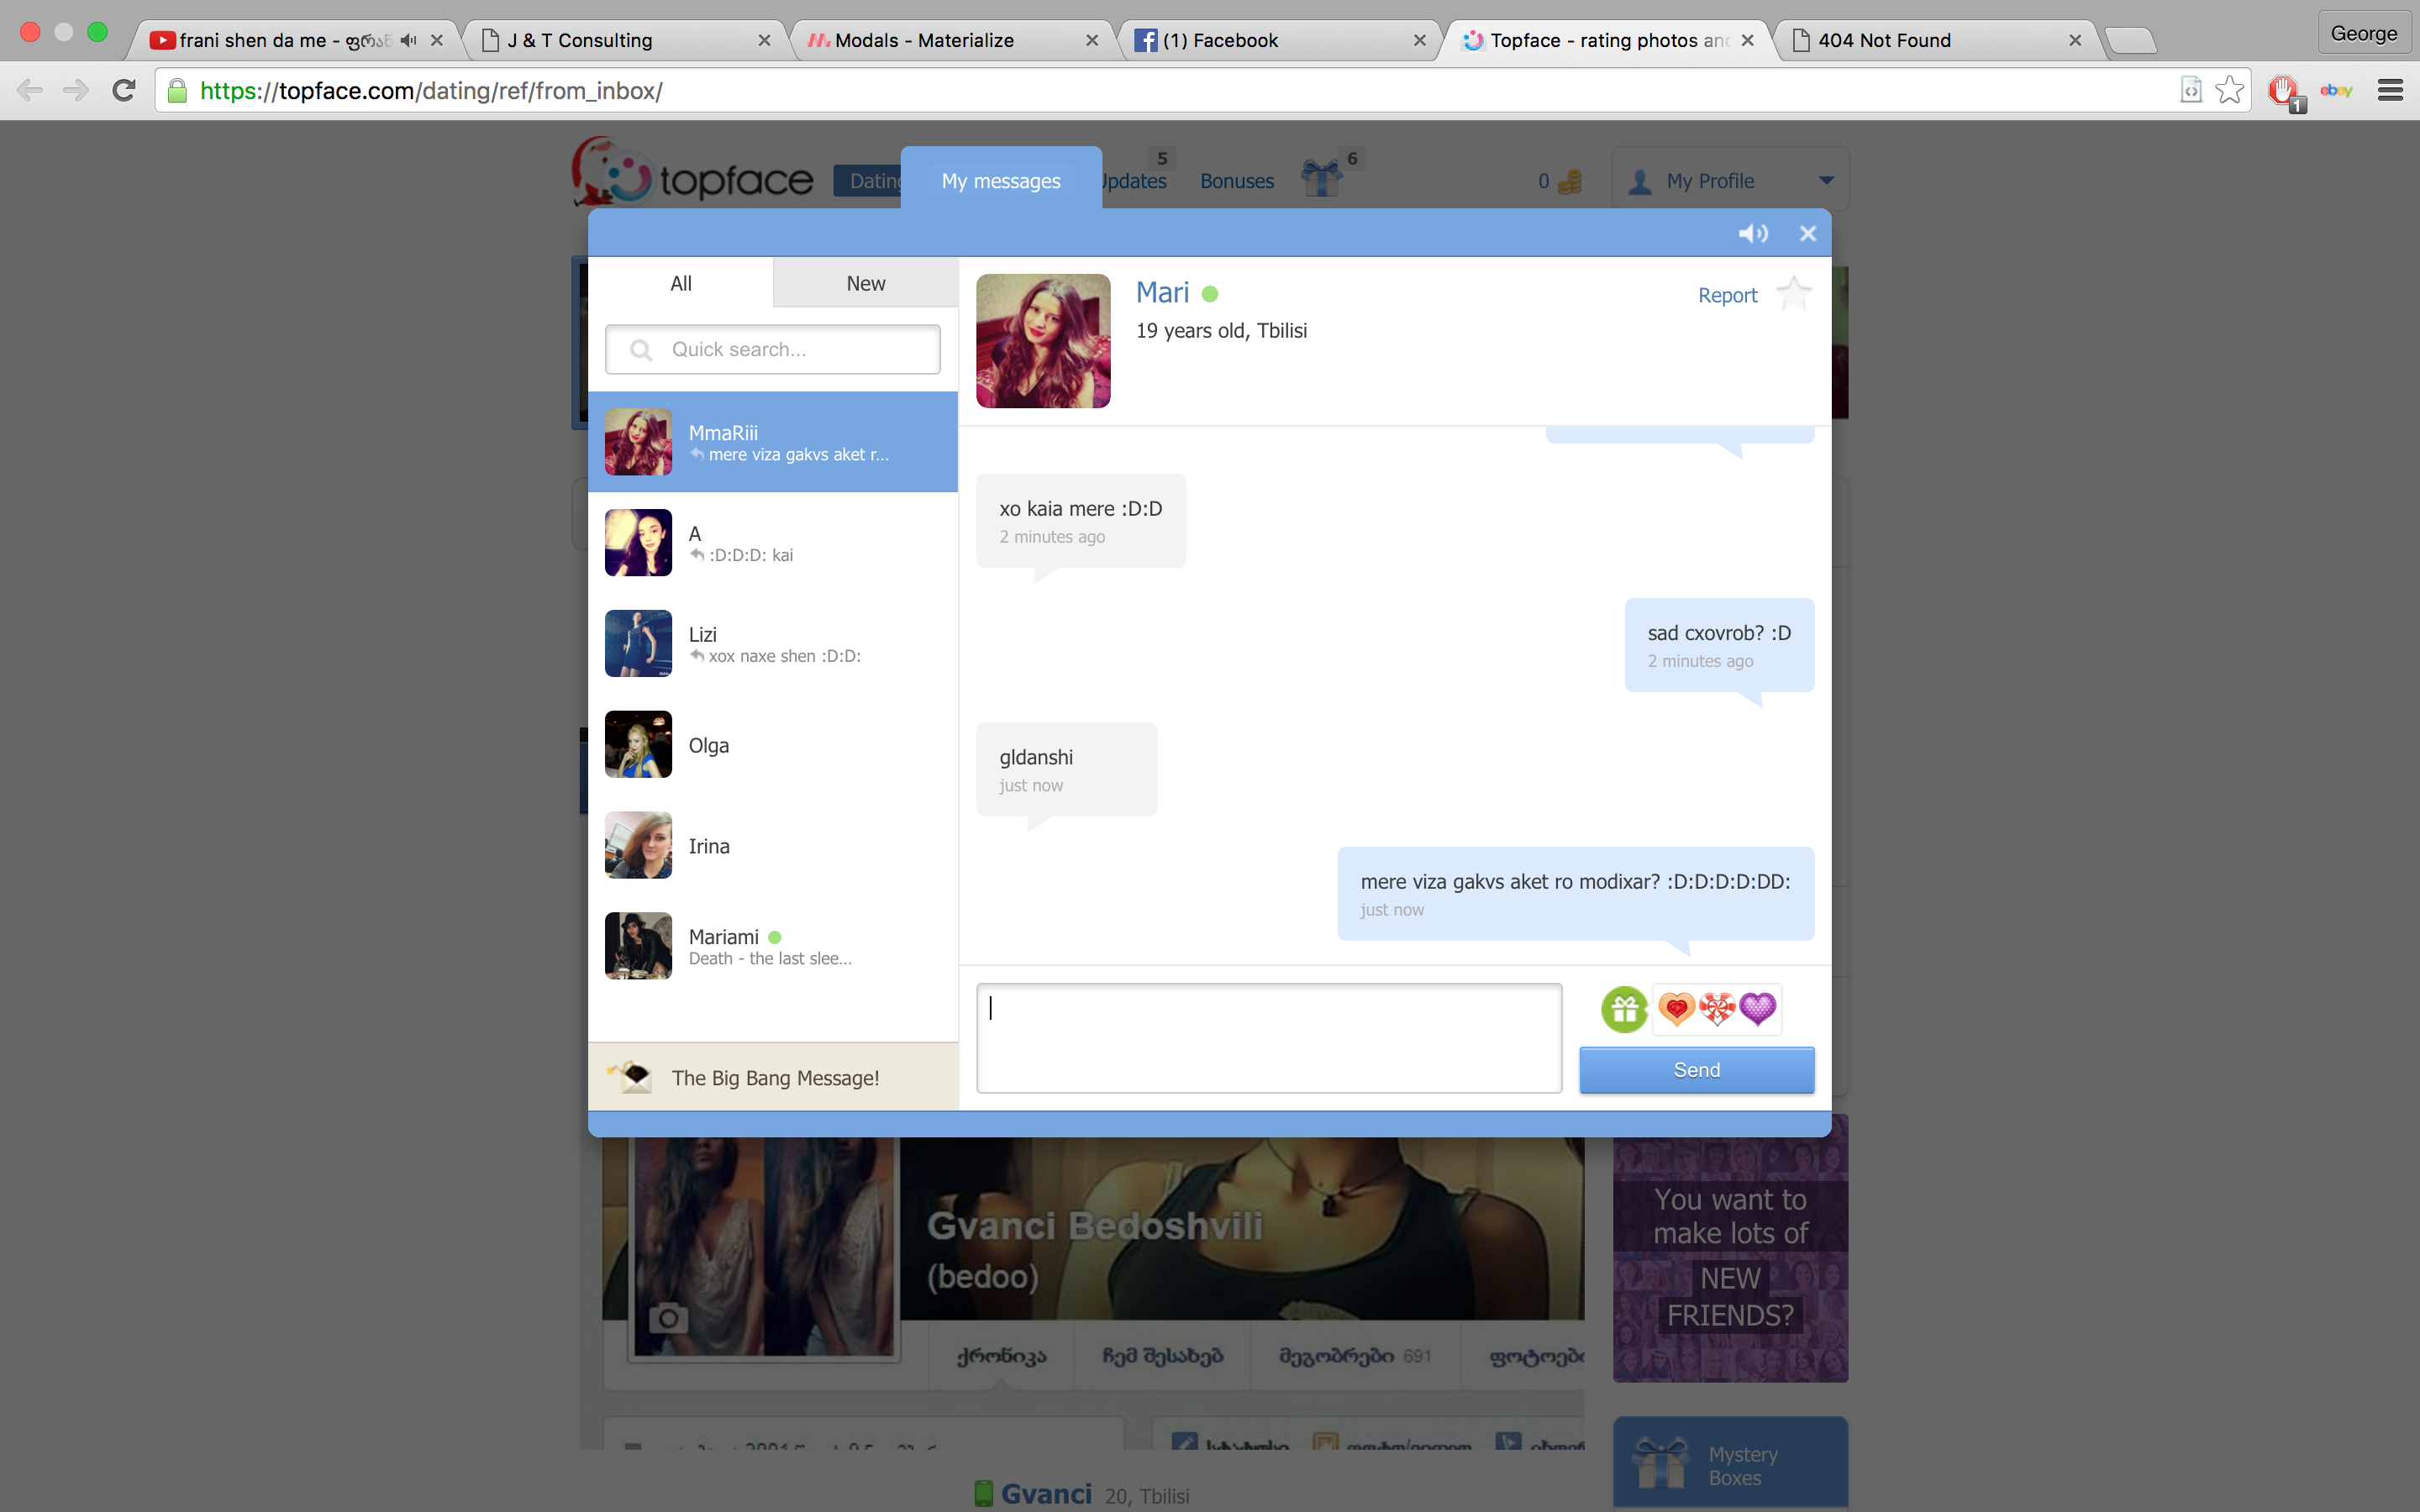 frani shen da me - ფრან
J & T Consulting
Modals - Materialize
(1) Facebook
Topface - rating photos and
404 Not Found
George
https://topface.com/dating/ref/from_inbox/
1
ebay
topface
Dating
My messages
Updates
5
Bonuses
6
0
My Profile
All
New
Quick search...
MmaRiii
mere viza gakvs aket r...
A
:D:D:D: kai
Lizi
xox naxe shen :D:D:
Olga
Irina
Mariami
Death - the last slee...
The Big Bang Message!
Mari
19 years old, Tbilisi
Report
xo kaia mere :D:D
2 minutes ago
sad cxovrob? :D
2 minutes ago
gldanshi
just now
mere viza gakvs aket ro modixar? :D:D:D:D:DD:
just now
Send
Gvanci Bedoshvili
(bedoo)
ქრონიკა
ჩემ შესახებ
მეგობრები 691
ფოტოები
You want to
make lots of
NEW
FRIENDS?
Mystery
Boxes
Gvanci 20, Tbilisi